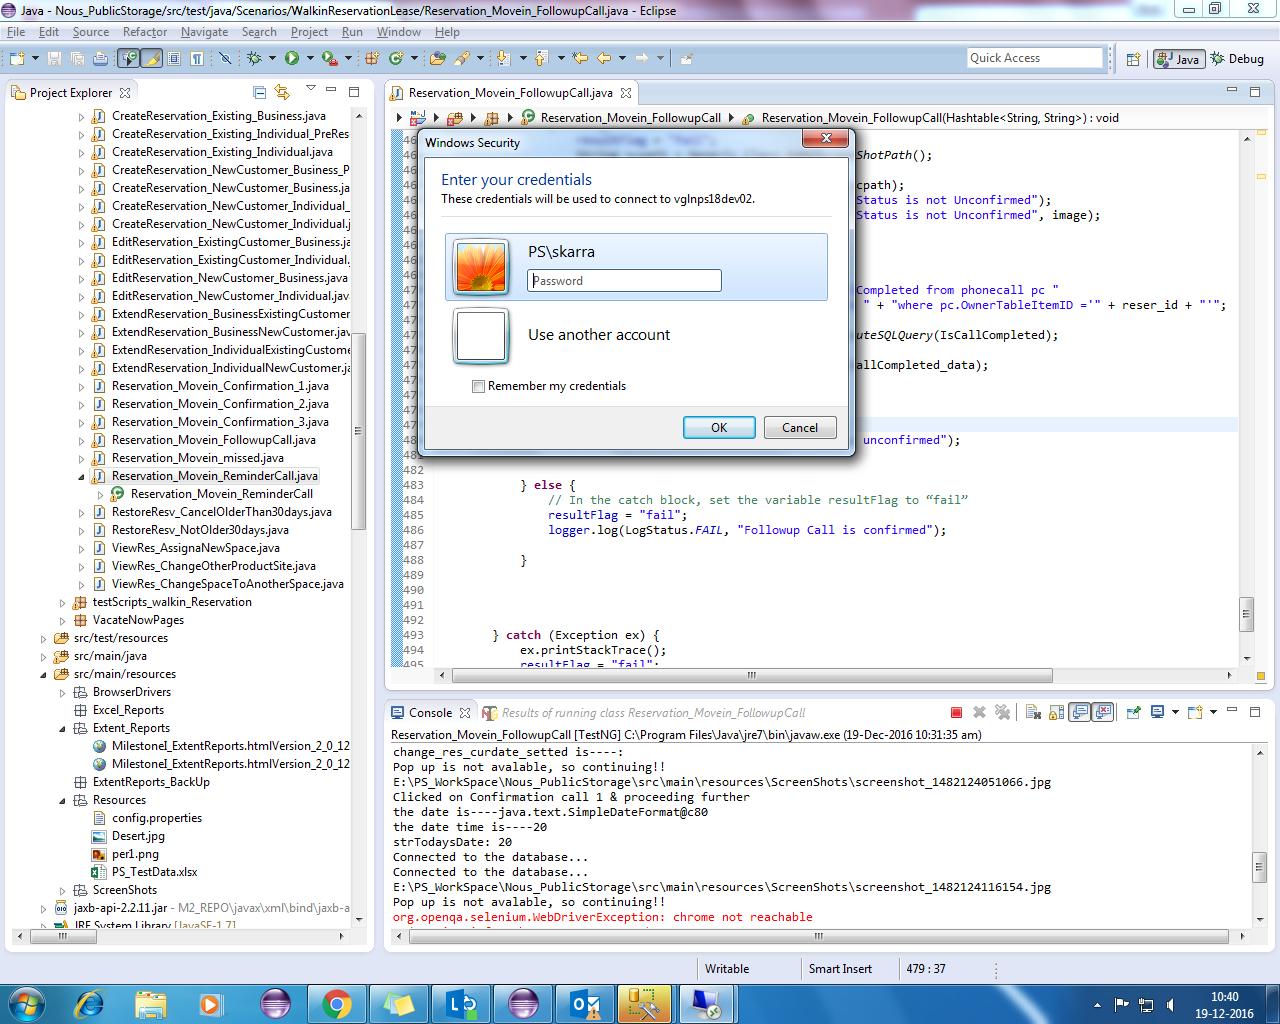 Java - Nous_PublicStorage/src/test/java/Scenarios/WalkinReservationLease/Reservation_Movein_FollowupCall.java - Eclipse
File Edit Source Refactor Navigate Search Project Run Window Help
Quick Access
Java
Debug
Project Explorer
CreateReservation_Existing_Business.java
CreateReservation_Existing_Individual_PreRes
CreateReservation_Existing_Individual.java
CreateReservation_NewCustomer_Business_P
CreateReservation_NewCustomer_Business.ja
CreateReservation_NewCustomer_Individual_
CreateReservation_NewCustomer_Individual.
EditReservation_ExistingCustomer_Business.ja
EditReservation_ExistingCustomer_Individual.
EditReservation_NewCustomer_Business.java
EditReservation_NewCustomer_Individual.java
ExtendReservation_BusinessExistingCustomer
ExtendReservation_BusinessNewCustomer.jav
ExtendReservation_IndividualExistingCustome
ExtendReservation_IndividualNewCustomer.ja
Reservation_Movein_Confirmation_1.java
Reservation_Movein_Confirmation_2.java
Reservation_Movein_Confirmation_3.java
Reservation_Movein_FollowupCall.java
Reservation_Movein_missed.java
Reservation_Movein_ReminderCall.java
Reservation_Movein_ReminderCall
RestoreResv_CancelOlderThan30days.java
RestoreResv_NotOlder30days.java
ViewRes_AssignaNewSpace.java
ViewRes_ChangeOtherProductSite.java
ViewRes_ChangeSpaceToAnotherSpace.java
testScripts_walkin_Reservation
VacateNowPages
src/test/resources
src/main/java
src/main/resources
BrowserDrivers
Excel_Reports
Extent_Reports
MilestoneI_ExtentReports.htmlVersion_2_0_12
MilestoneI_ExtentReports.htmlVersion_2_0_12
ExtentReports_BackUp
Resources
config.properties
Desert.jpg
per1.png
PS_TestData.xlsx
ScreenShots
jaxb-api-2.2.11.jar - M2_REPO\javax\xml\bind\jaxb-a
JRE System Library [JavaSE-1.7]
Reservation_Movein_FollowupCall.java
Reservation_Movein_FollowupCall
Reservation_Movein_FollowupCall(Hashtable<String, String>) : void
resultFlag = "fail";
ShotPath();
cpath);
Status is not Unconfirmed");
Status is not Unconfirmed", image);
Completed from phonecall pc "
" + "where pc.OwnerTableItemID ='" + reser_id + "'";
uteSQLQuery(IsCallCompleted);
allCompleted_data);
unconfirmed");
482
483 } else {
484 // In the catch block, set the variable resultFlag to “fail”
485 resultFlag = "fail";
486 logger.log(LogStatus.FAIL, "Followup Call is confirmed");
487
488 }
489
490
491
492
493 } catch (Exception ex) {
494 ex.printStackTrace();
495 resultFlag = "fail";
Windows Security
Enter your credentials
These credentials will be used to connect to vglnps18dev02.
PS\skarra
Password
Use another account
Remember my credentials
OK
Cancel
Console
Results of running class Reservation_Movein_FollowupCall
Reservation_Movein_FollowupCall [TestNG] C:\Program Files\Java\jre7\bin\javaw.exe (19-Dec-2016 10:31:35 am)
change_res_curdate_setted is----:
Pop up is not avalable, so continuing!!
E:\PS_WorkSpace\Nous_PublicStorage\src\main\resources\ScreenShots\screenshot_1482124051066.jpg
Clicked on Confirmation call 1 & proceeding further
the date is----java.text.SimpleDateFormat@c80
the date time is----20
strTodaysDate: 20
Connected to the database...
Connected to the database...
E:\PS_WorkSpace\Nous_PublicStorage\src\main\resources\ScreenShots\screenshot_1482124116154.jpg
Pop up is not avalable, so continuing!!
org.openqa.selenium.WebDriverException: chrome not reachable
Writable
Smart Insert
479 : 37
10:40
19-12-2016